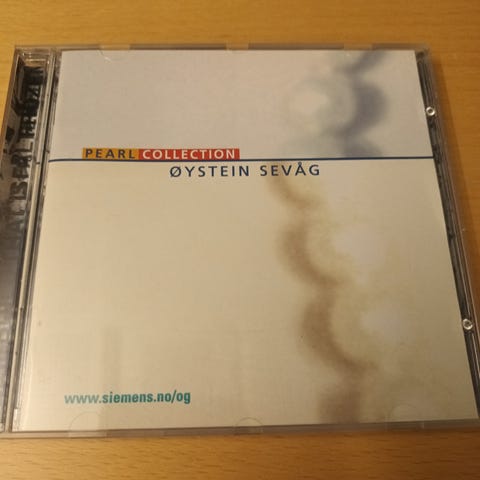 PEARL COLLECTION
ØYSTEIN SEVÅG
www.siemens.no/og